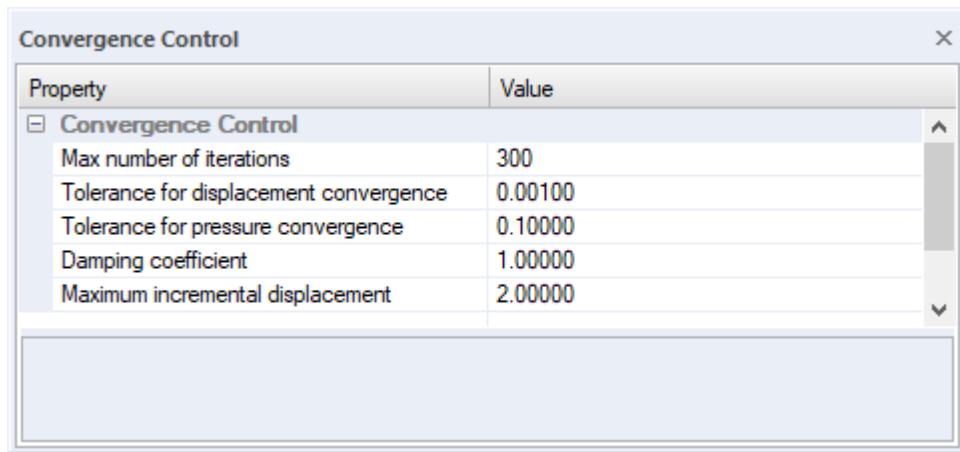 Convergence Control
Property Value
Convergence Control
Max number of iterations 300
Tolerance for displacement convergence 0.00100
Tolerance for pressure convergence 0.10000
Damping coefficient 1.00000
Maximum incremental displacement 2.00000